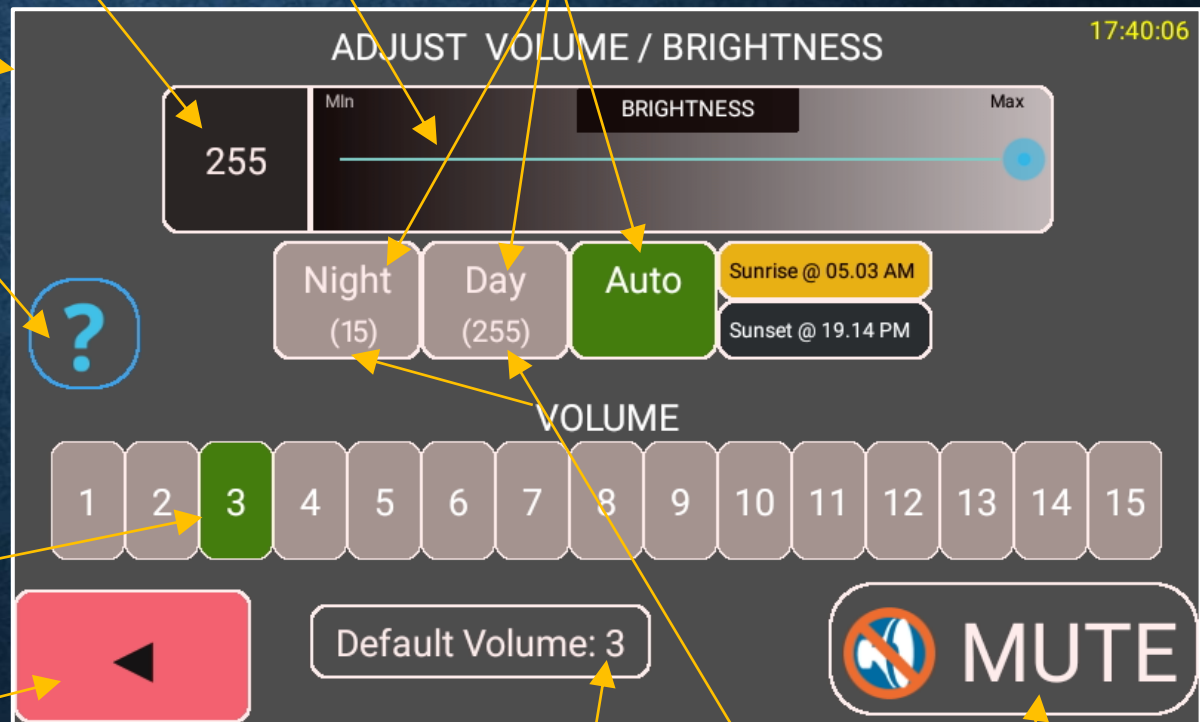 17:40:06
ADJUST VOLUME / BRIGHTNESS
MIn
BRIGHTNESS
Max
255
Night
(15)
Day
(255)
Auto
Sunrise @ 05.03 AM
Sunset @ 19.14 PM
?
VOLUME
1 2 3 4 5 6 7 8 9 10 11 12 13 14 15
Default Volume: 3
MUTE